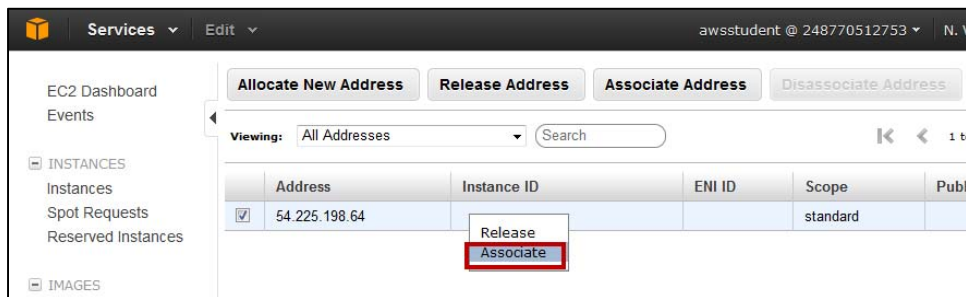 Services Edit awsstudent @ 248770512753 N.
EC2 Dashboard
Events
Allocate New Address Release Address Associate Address Disassociate Address
Viewing: All Addresses Search 1 t
INSTANCES
Instances
Spot Requests
Reserved Instances
IMAGES
Address Instance ID ENI ID Scope Publ
54.225.198.64 standard
Release
Associate